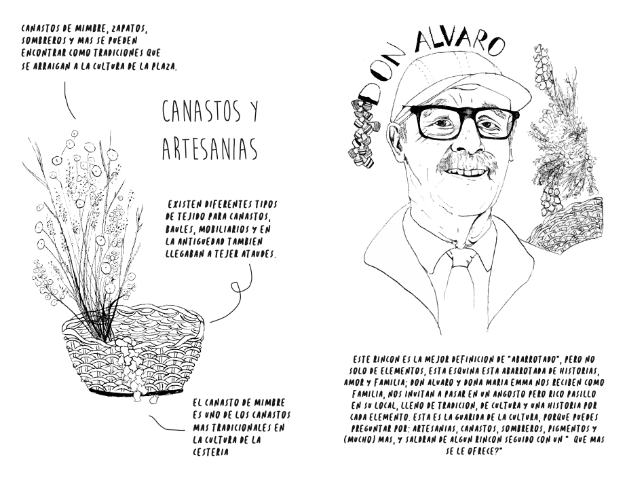 CANASTOS DE MIMBRE, ZAPATOS,
SOMBREROS Y MAS SE PUEDEN
ENCONTRAR COMO TRADICIONES QUE
SE ARRAIGAN A LA CULTURA DE LA PLAZA.
CANASTOS Y
ARTESANIAS
EXISTEN DIFERENTES TIPOS
DE TEJIDO PARA CANASTOS,
BAULES, MOBILIARIOS Y EN
LA ANTIGUEDAD TAMBIEN
LLEGABAN A TEJER ATAUDES.
EL CANASTO DE MIMBRE
ES UNO DE LOS CANASTOS
MAS TRADICIONALES EN
LA CULTURA DE LA
CESTERIA
DON ALVARO
ESTE RINCON ES LA MEJOR DEFINICION DE "ABARROTADO", PERO NO
SOLO DE ELEMENTOS, ESTA ESQUINA ESTA ABARROTADA DE HISTORIAS,
AMOR Y FAMILIA; DON ALVARO Y DONA MARIA EMMA NOS RECIBEN COMO
FAMILIA, NOS INVITAN A PASAR EN UN ANGOSTO PERO RICO PASILLO
EN SU LOCAL, LLENO DE TRADICION, DE CULTURA Y UNA HISTORIA POR
CADA ELEMENTO. ESTA ES LA GUARIDA DE LA CULTURA, PORQUE PUEDES
PREGUNTAR POR: ARTESANIAS, CANASTOS, SOMBREROS, PIGMENTOS Y
(MUCHO) MAS, Y SALDRAN DE ALGUN RINCON SEGUIDO CON UN " QUE MAS
SE LE OFRECE?"